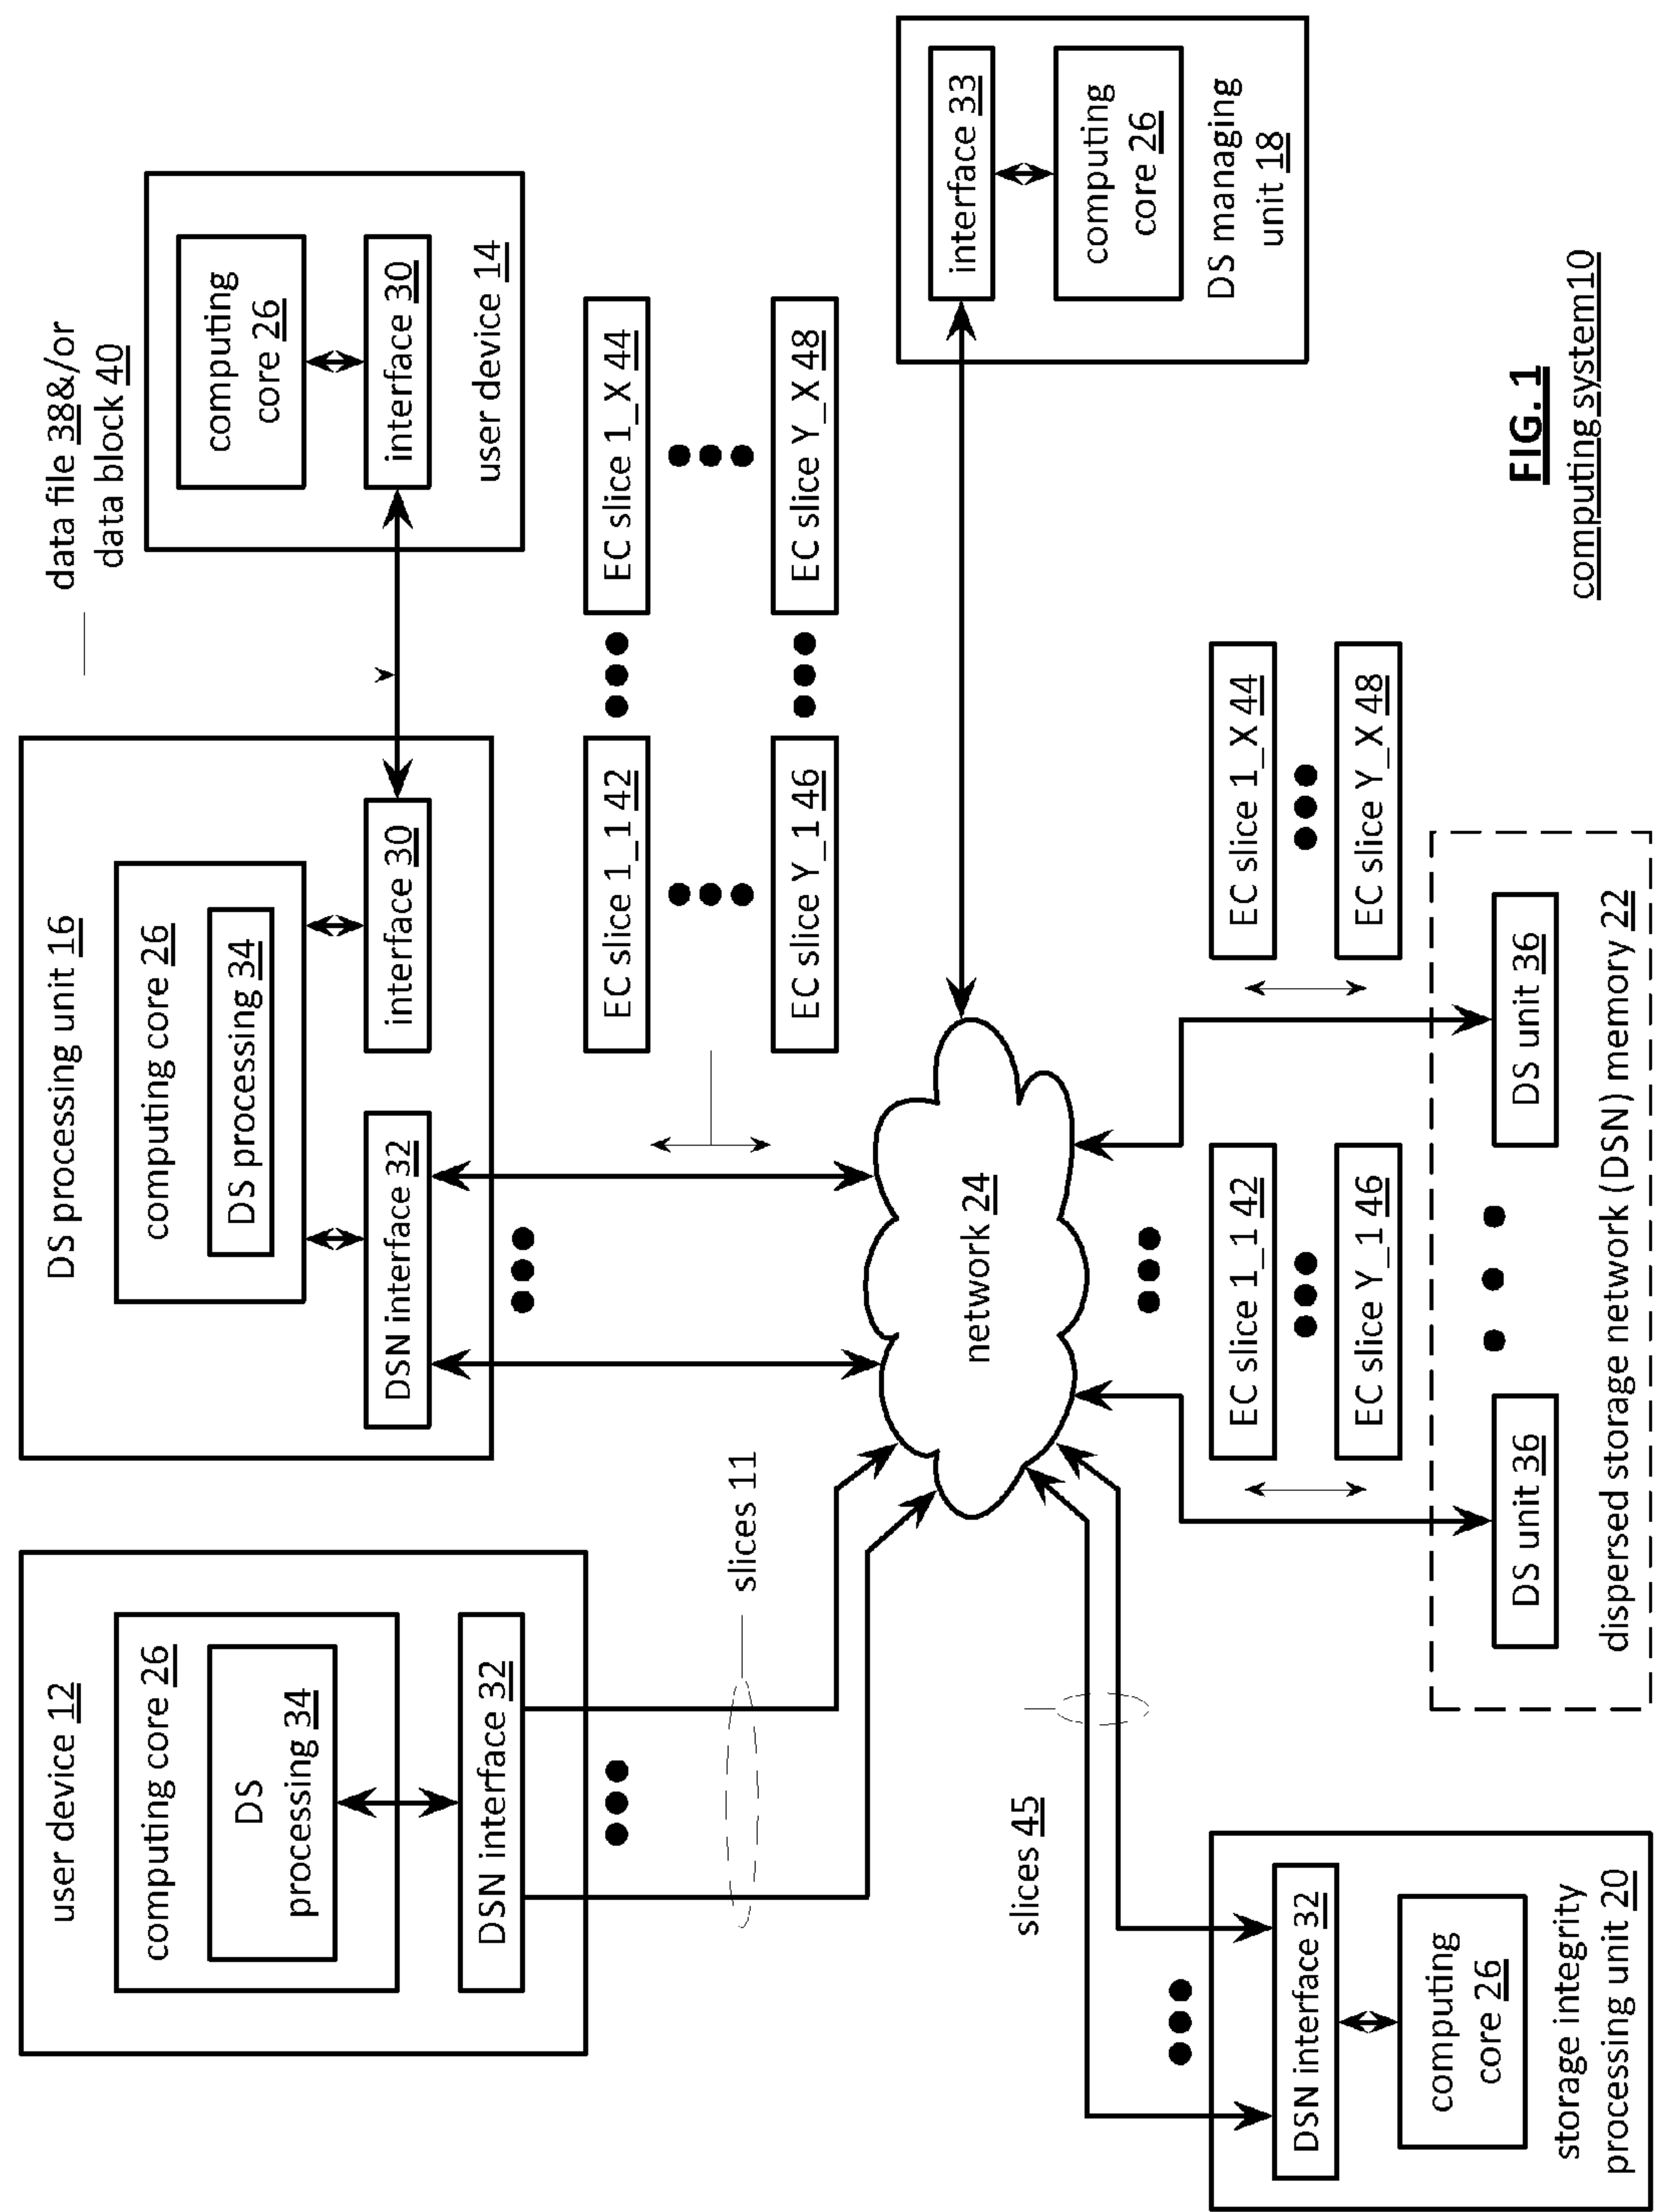 user device 12
computing core 26
DS
processing 34
DSN interface 32
DS processing unit 16
computing core 26
DS processing 34
DSN interface 32
interface 30
data file 38&/or
data block 40
computing
core 26
interface 30
user device 14
slices 11
EC slice 1_1 42
EC slice 1_X 44
EC slice Y_1 46
EC slice Y_X 48
network 24
interface 33
computing
core 26
DS managing
unit 18
slices 45
DSN interface 32
computing
core 26
storage integrity
processing unit 20
EC slice 1_1 42
EC slice Y_1 46
EC slice 1_X 44
EC slice Y_X 48
DS unit 36
DS unit 36
dispersed storage network (DSN) memory 22
FIG. 1
computing system10